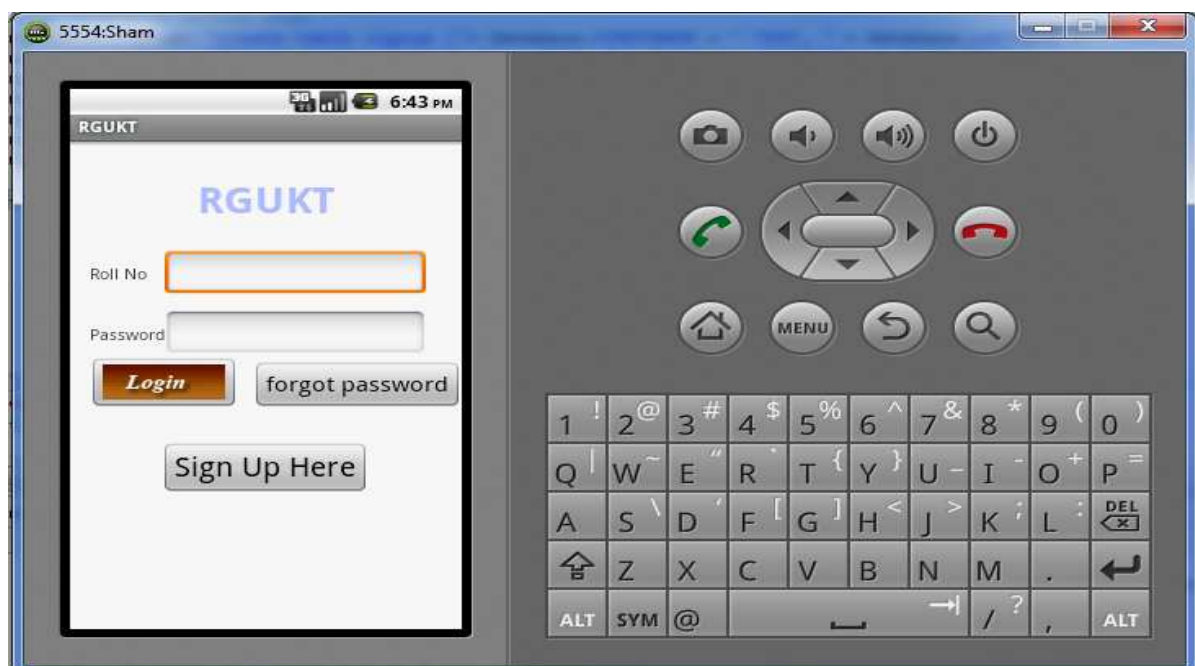 5554:Sham
3G 6:43 PM
RGUKT
RGUKT
Roll No
Password
Login forgot password
Sign Up Here
MENU
1 ! 2 @ 3 # 4 $ 5 % 6 ^ 7 & 8 * 9 ( 0 )
Q | W ~ E " R ` T { Y } U _ I - O + P =
A S \ D ' F [ G ] H < J > K ; L : DEL
Z X C V B N M .
ALT SYM @ / ? , ALT